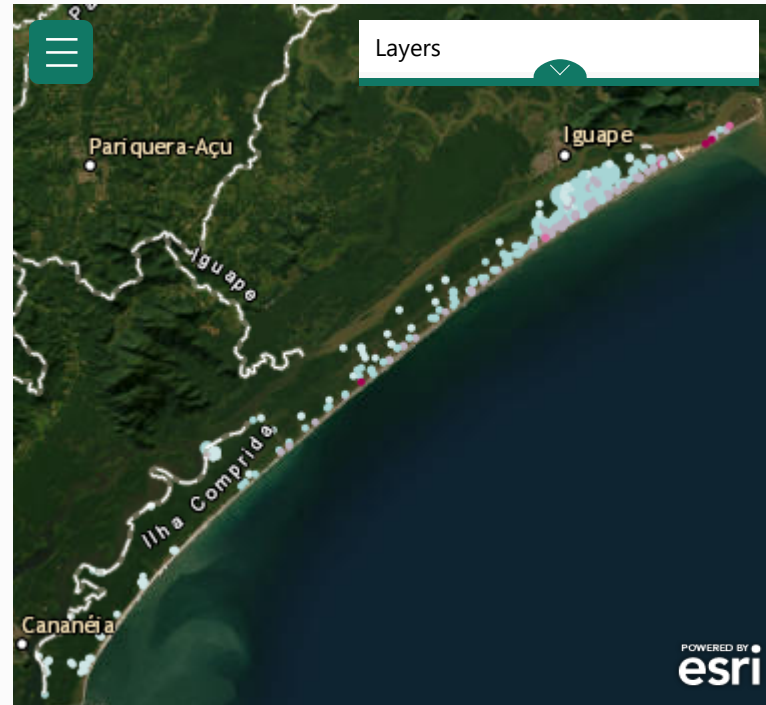 Layers
Pariquera-Açu
Iguape
Iguape
Ilha Comprida
Cananéia
POWERED BY
esri